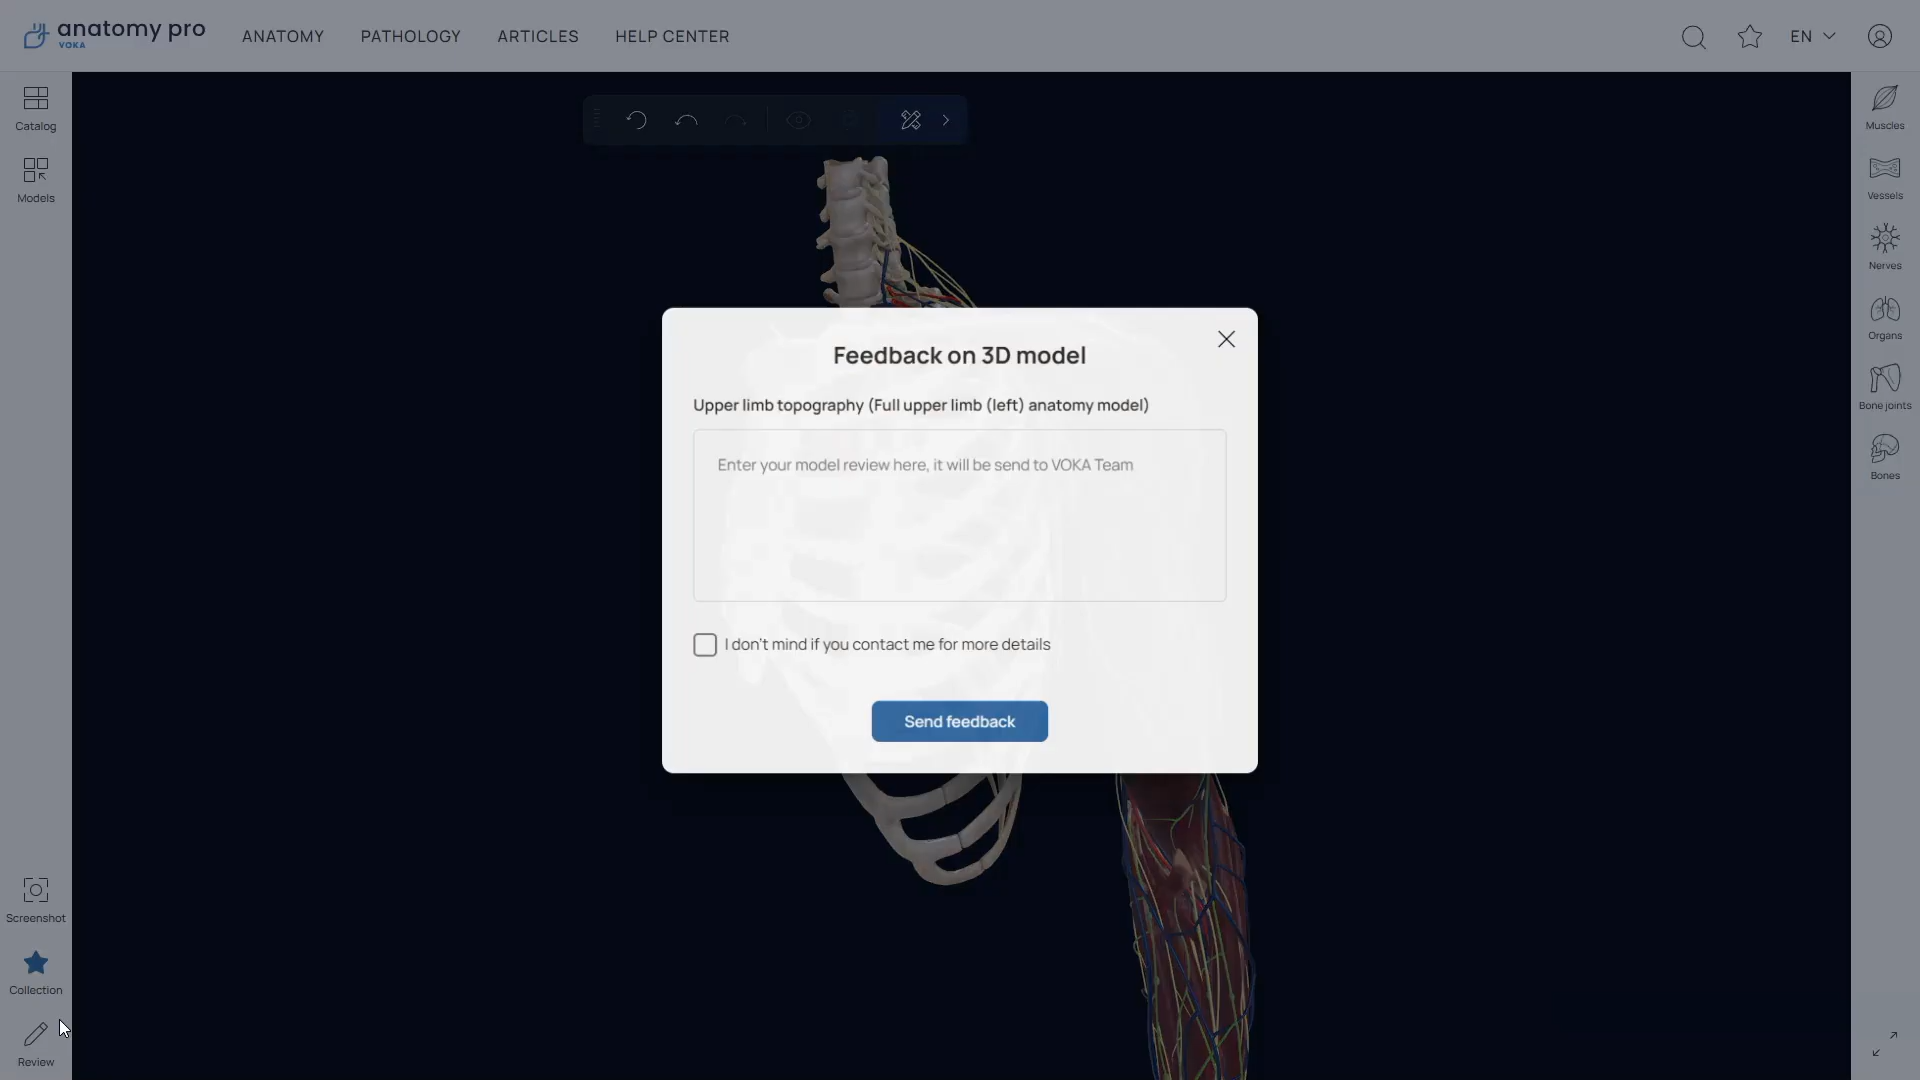 anatomy pro
VOKA
ANATOMY
PATHOLOGY
ARTICLES
HELP CENTER
EN
Catalog
Models
Muscles
Vessels
Nerves
Organs
Bone joints
Bones
Feedback on 3D model
Upper limb topography (Full upper limb (left) anatomy model)
Enter your model review here, it will be send to VOKA Team
I don't mind if you contact me for more details
Send feedback
Screenshot
Collection
Review